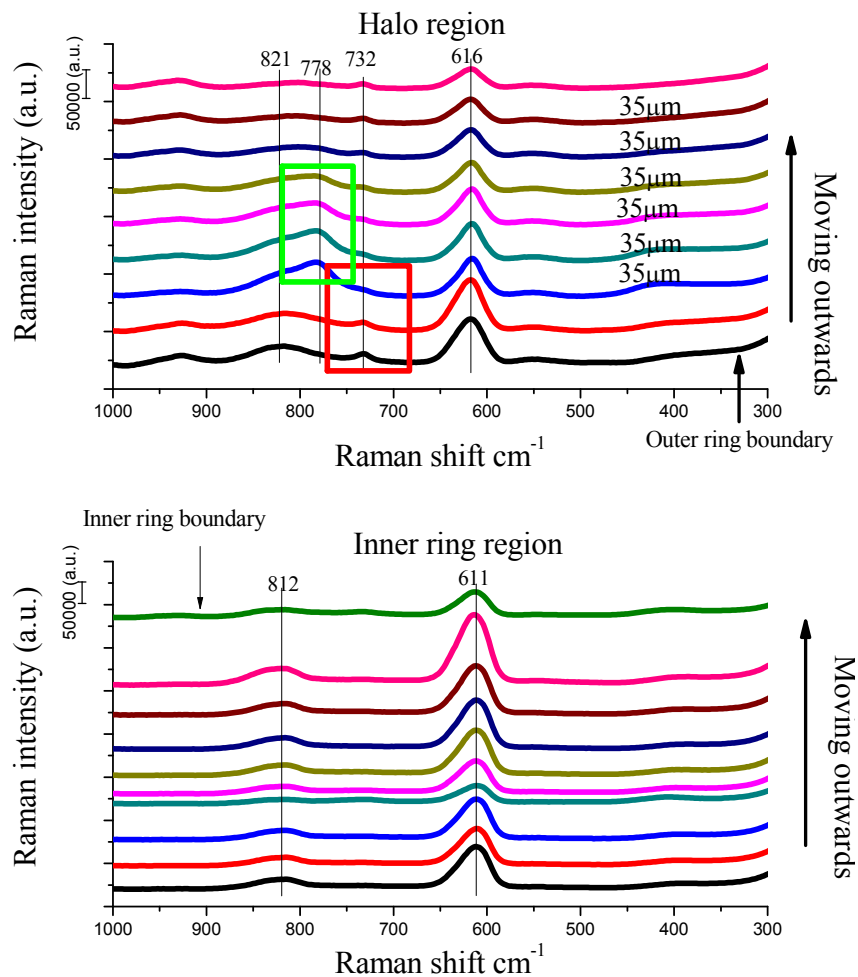 Halo region
821
778
732
616
50000 (a.u.)
Raman intensity (a.u.)
35μm
35μm
35μm
35μm
35μm
35μm
Moving outwards
1000 900 800 700 600 500 400 300
Raman shift cm-1
Outer ring boundary
Inner ring boundary
Inner ring region
812
611
50000 (a.u.)
Raman intensity (a.u.)
Moving outwards
1000 900 800 700 600 500 400 300
Raman shift cm-1